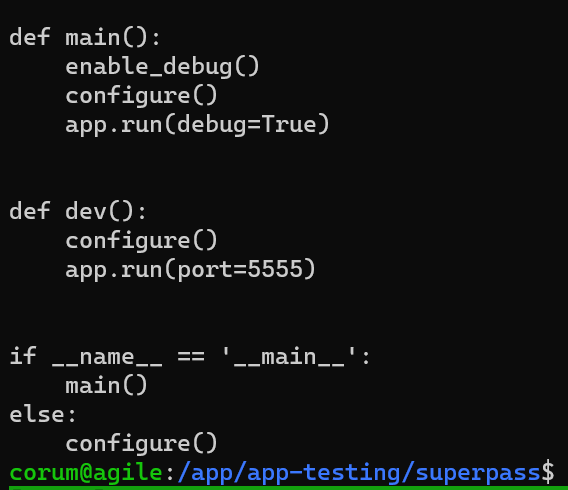 def main():
    enable_debug()
    configure()
    app.run(debug=True)
def dev():
    configure()
    app.run(port=5555)
if __name__ == '__main__':
    main()
else:
    configure()
corum@agile:/app/app-testing/superpass$